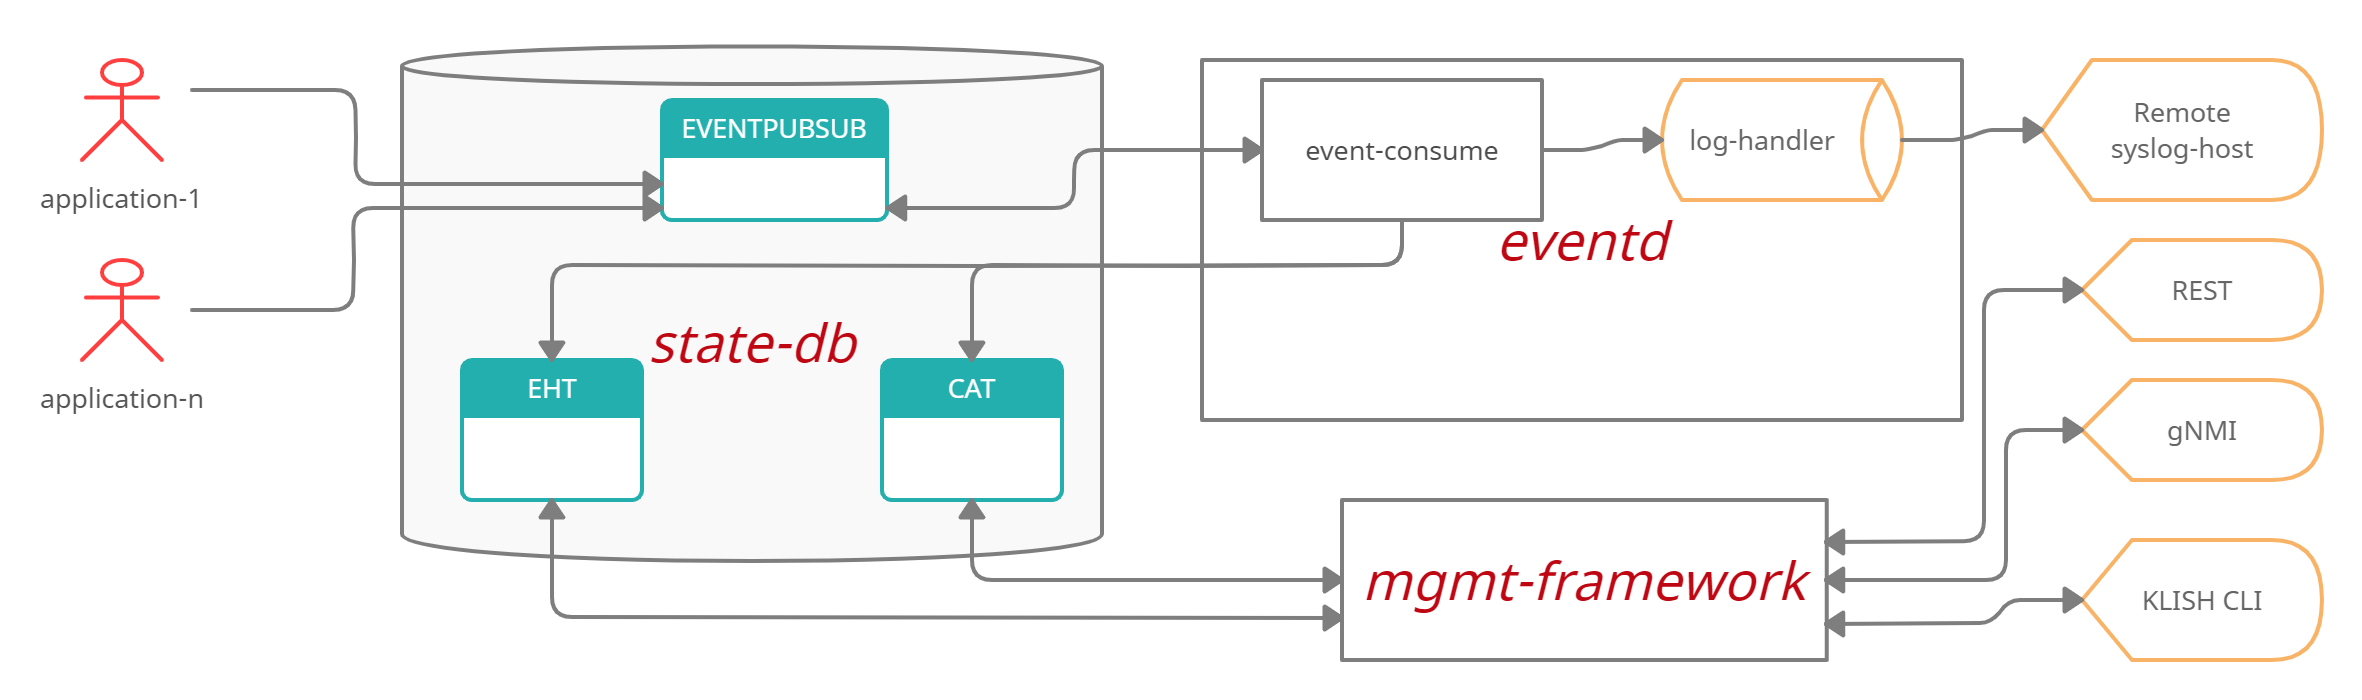 application-1
application-n
EVENTPUBSUB
state-db
EHT
CAT
event-consume
log-handler
eventd
mgmt-framework
Remote
syslog-host
REST
gNMI
KLISH CLI